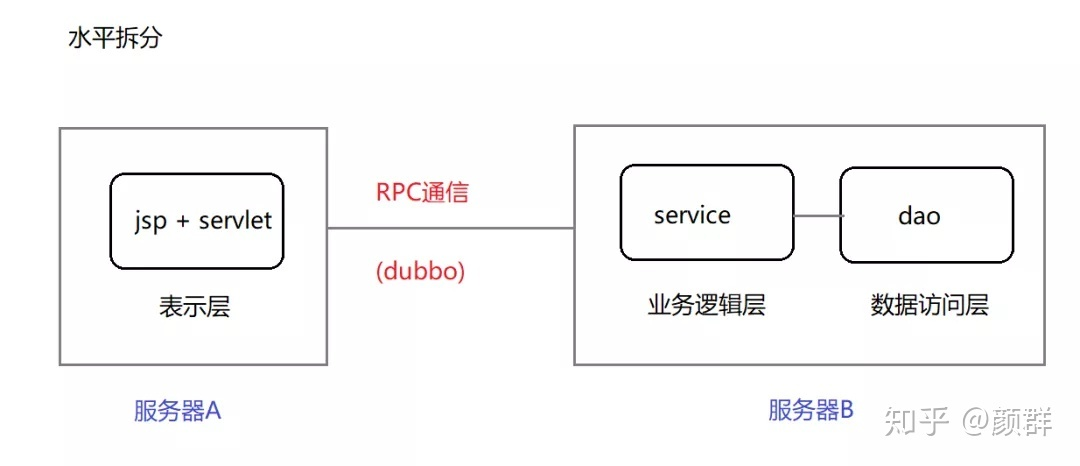 水平拆分
jsp + servlet
表示层
服务器A
RPC通信
(dubbo)
service
dao
业务逻辑层
数据访问层
服务器B
知乎 @颜群